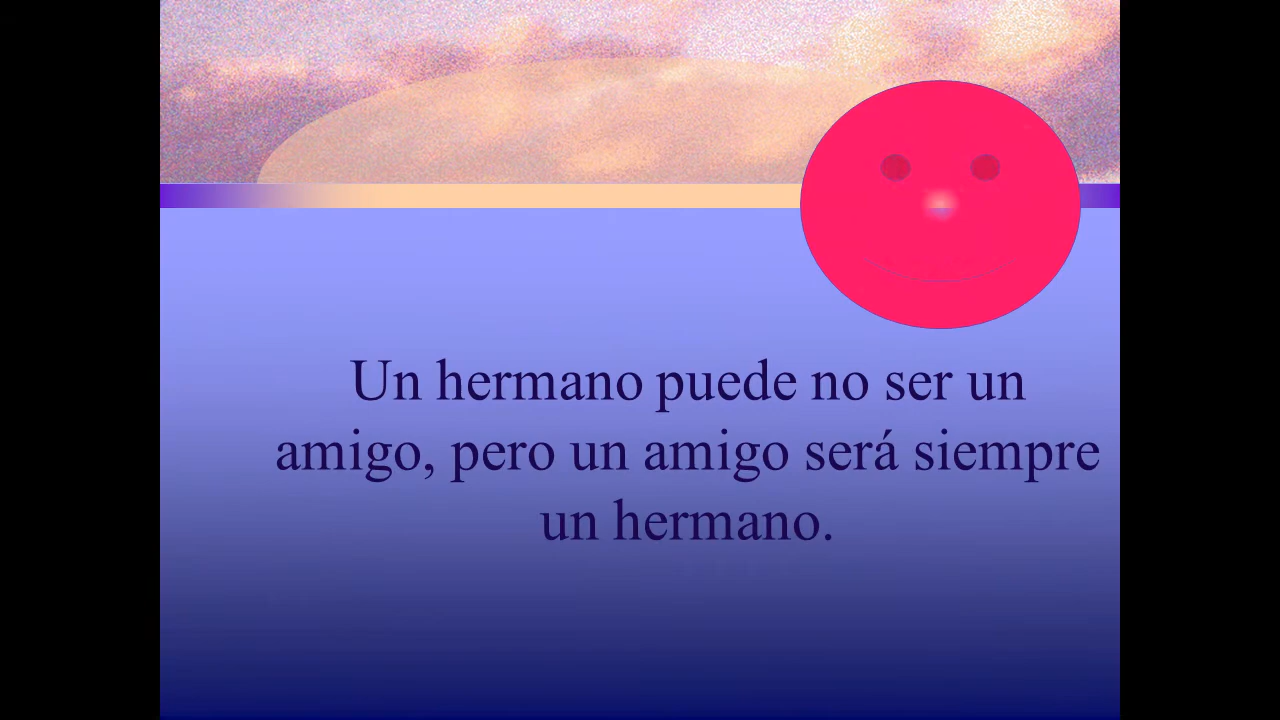 Un hermano puede no ser un
amigo, pero un amigo será siempre
un hermano.